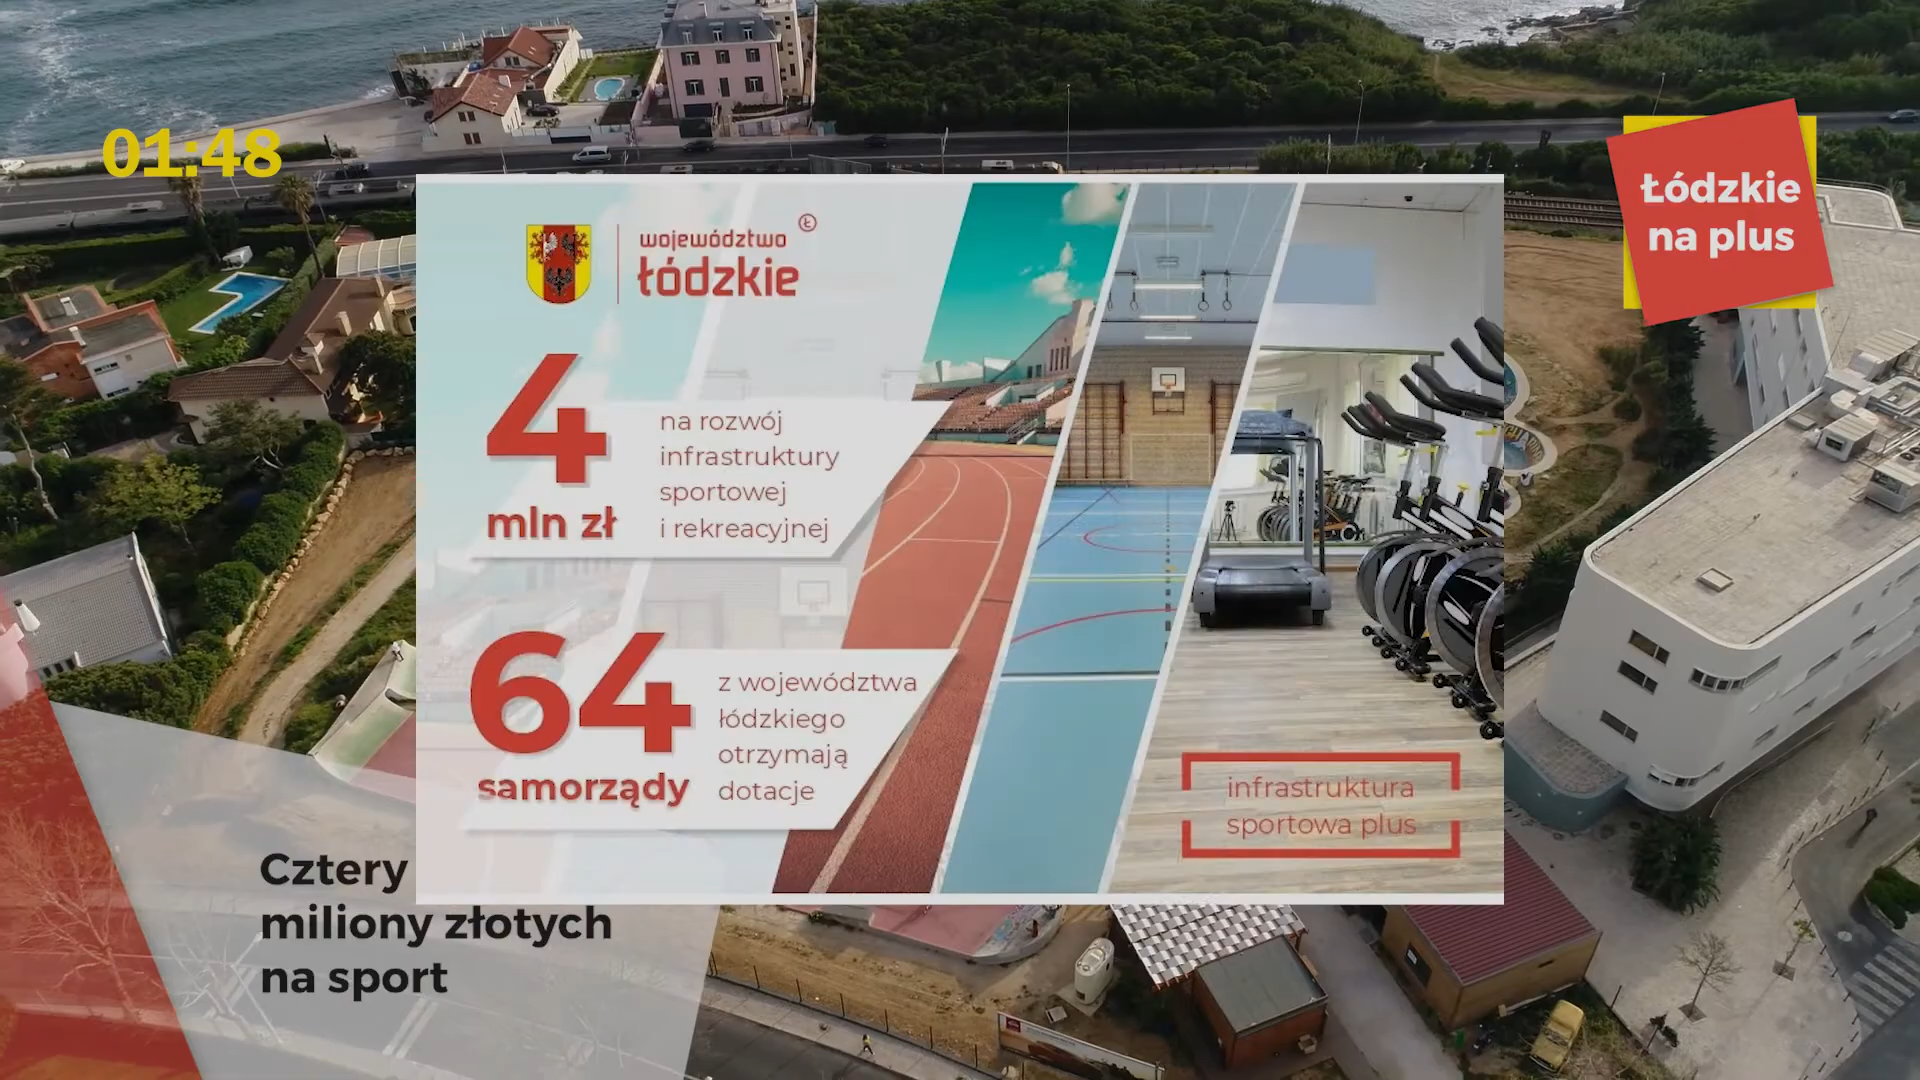 01:48
Łódzkie
na plus
województwo
łódzkie
4
mln zł
na rozwój
infrastruktury
sportowej
i rekreacyjnej
64
samorządy
z województwa
łódzkiego
otrzymają
dotacje
infrastruktura
sportowa plus
Cztery
miliony złotych
na sport